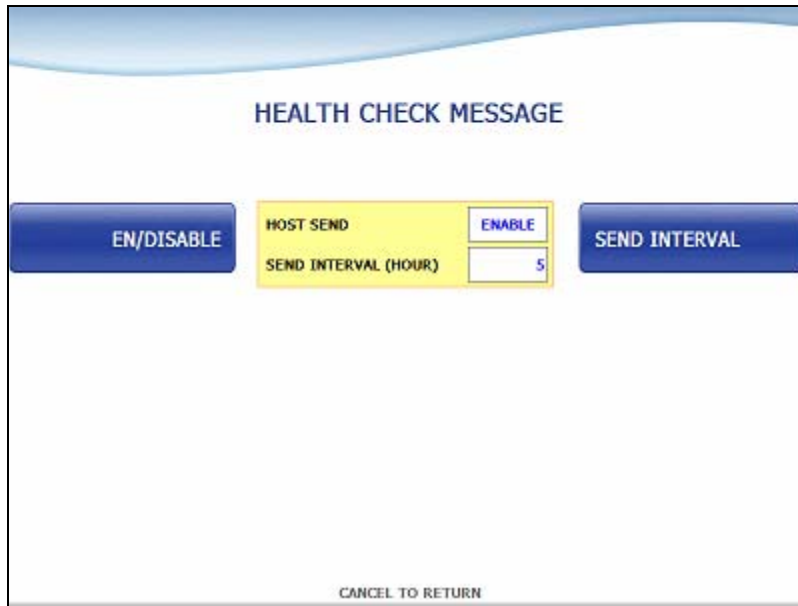 HEALTH CHECK MESSAGE
EN/DISABLE
HOST SEND ENABLE
SEND INTERVAL (HOUR) 5
SEND INTERVAL
CANCEL TO RETURN